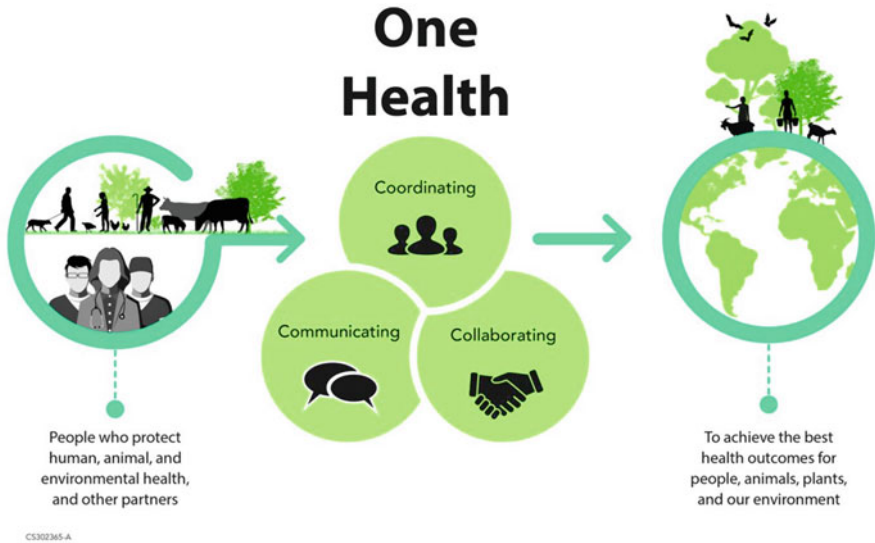 One
Health
Coordinating
Communicating
Collaborating
People who protect
human, animal, and
environmental health,
and other partners
To achieve the best
health outcomes for
people, animals, plants,
and our environment
CS302365-A